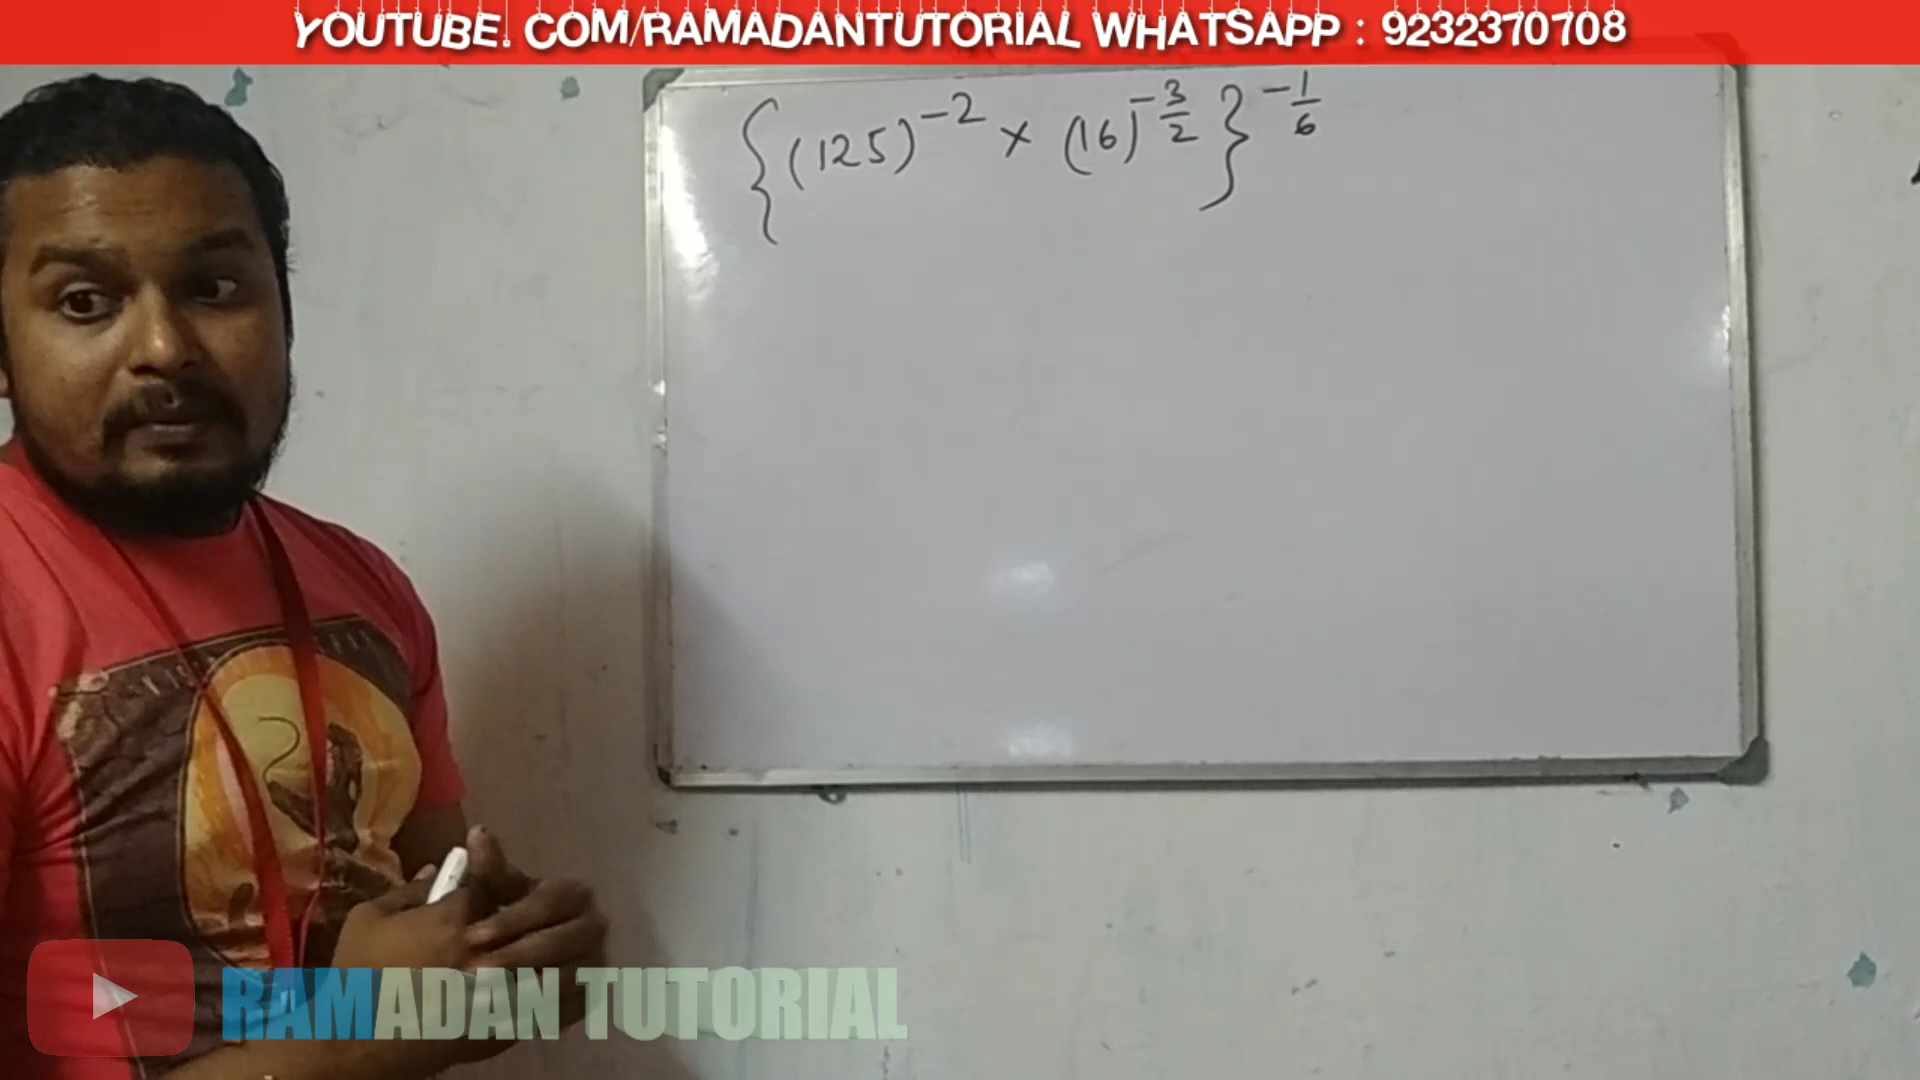 YOUTUBE. COM/RAMADANTUTORIAL WHATSAPP : 9232370708
{(125)^{-2} × (16)^{-3/2}}^{-1/6}
RAMADAN TUTORIAL